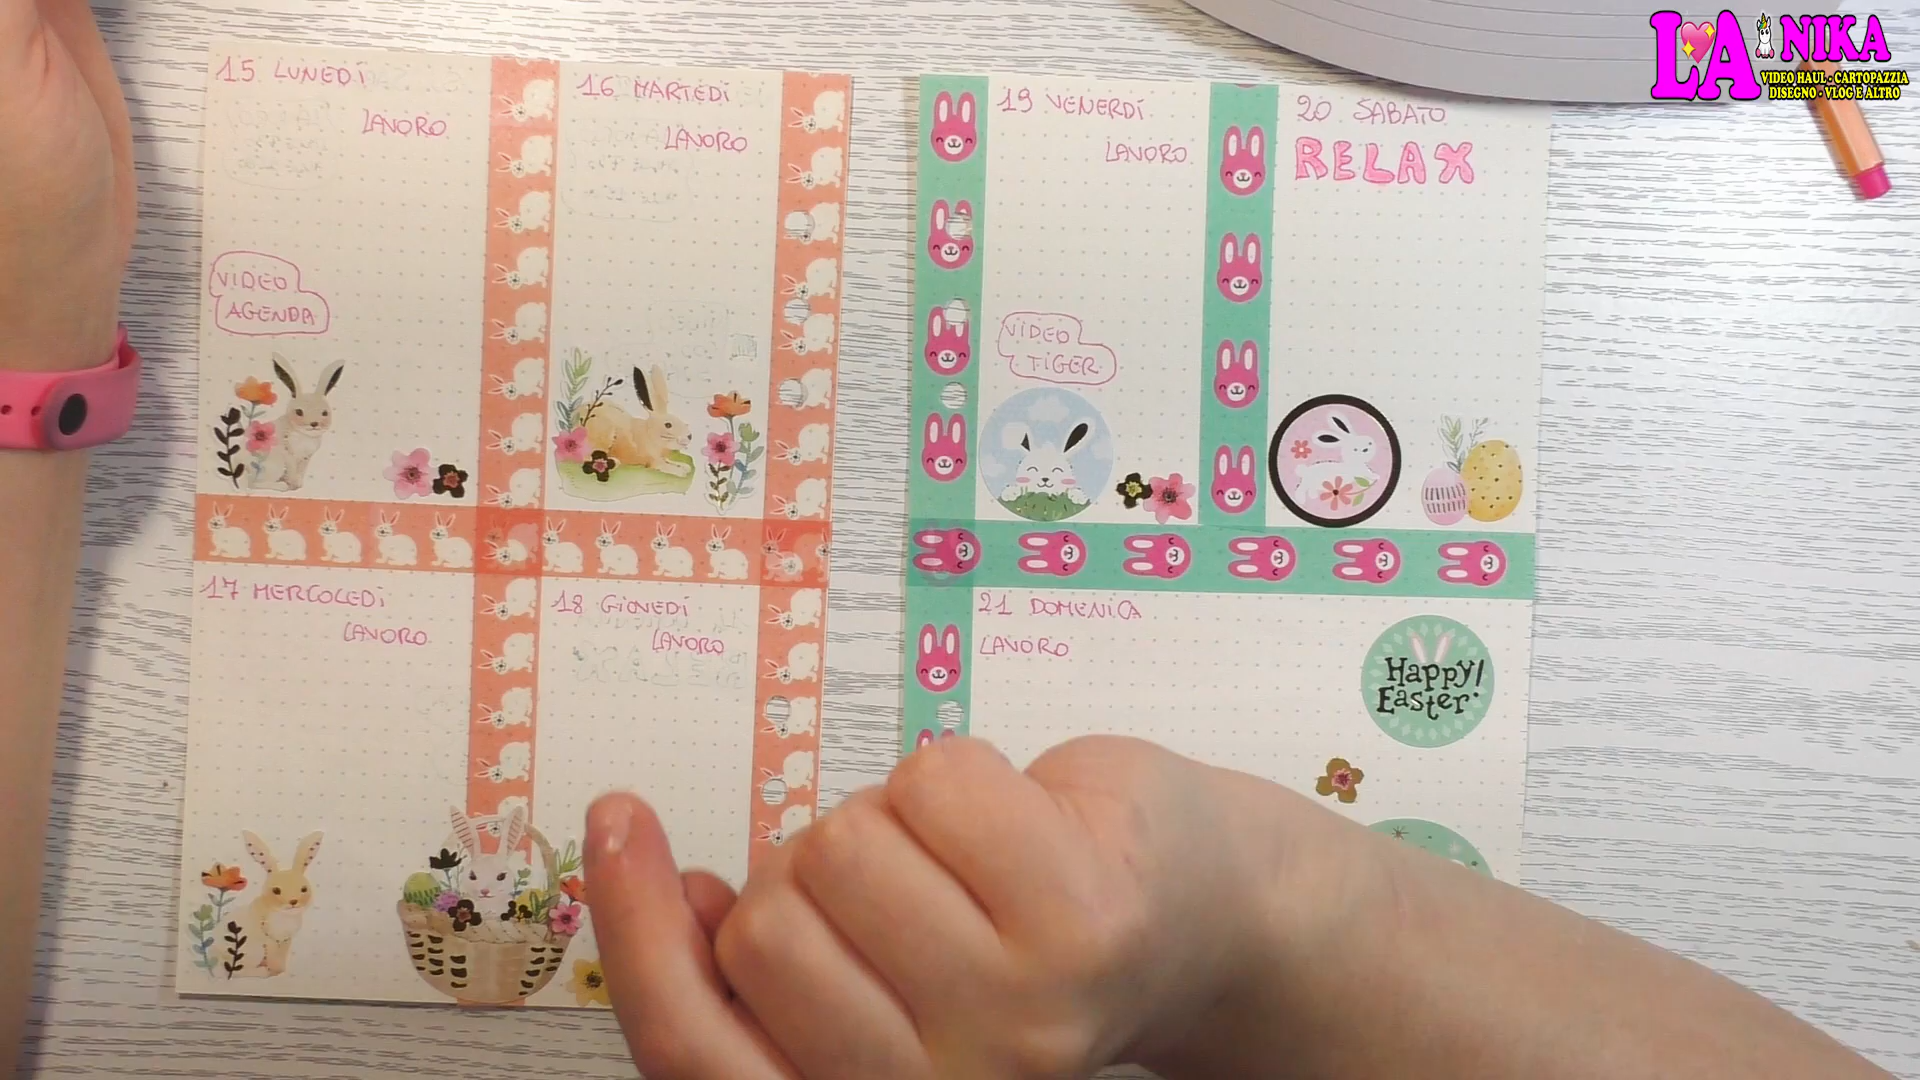 15 LUNEDì
LAVORO
VIDEO
AGENDA
16 MARTEDì
LAVORO
17 MERCOLEDì
LAVORO
18 GIOVEDì
LAVORO
19 VENERDì
LAVORO
VIDEO
TIGER
20 SABATO
RELAX
21 DOMENICA
LAVORO
Happy!
Easter
LA NIKA
VIDEO HAUL - CARTOPAZZIA
DISEGNO - VLOG E ALTRO